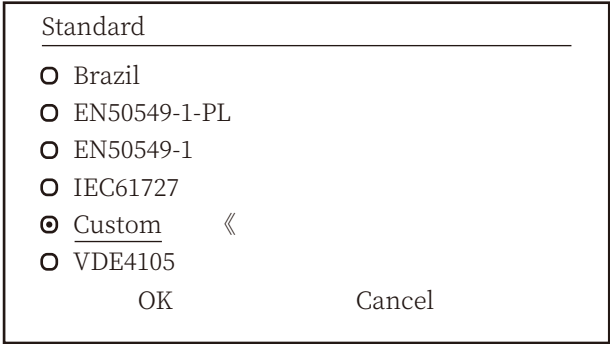 Standard
Brazil
EN50549-1-PL
EN50549-1
IEC61727
Custom 《
VDE4105
OK Cancel